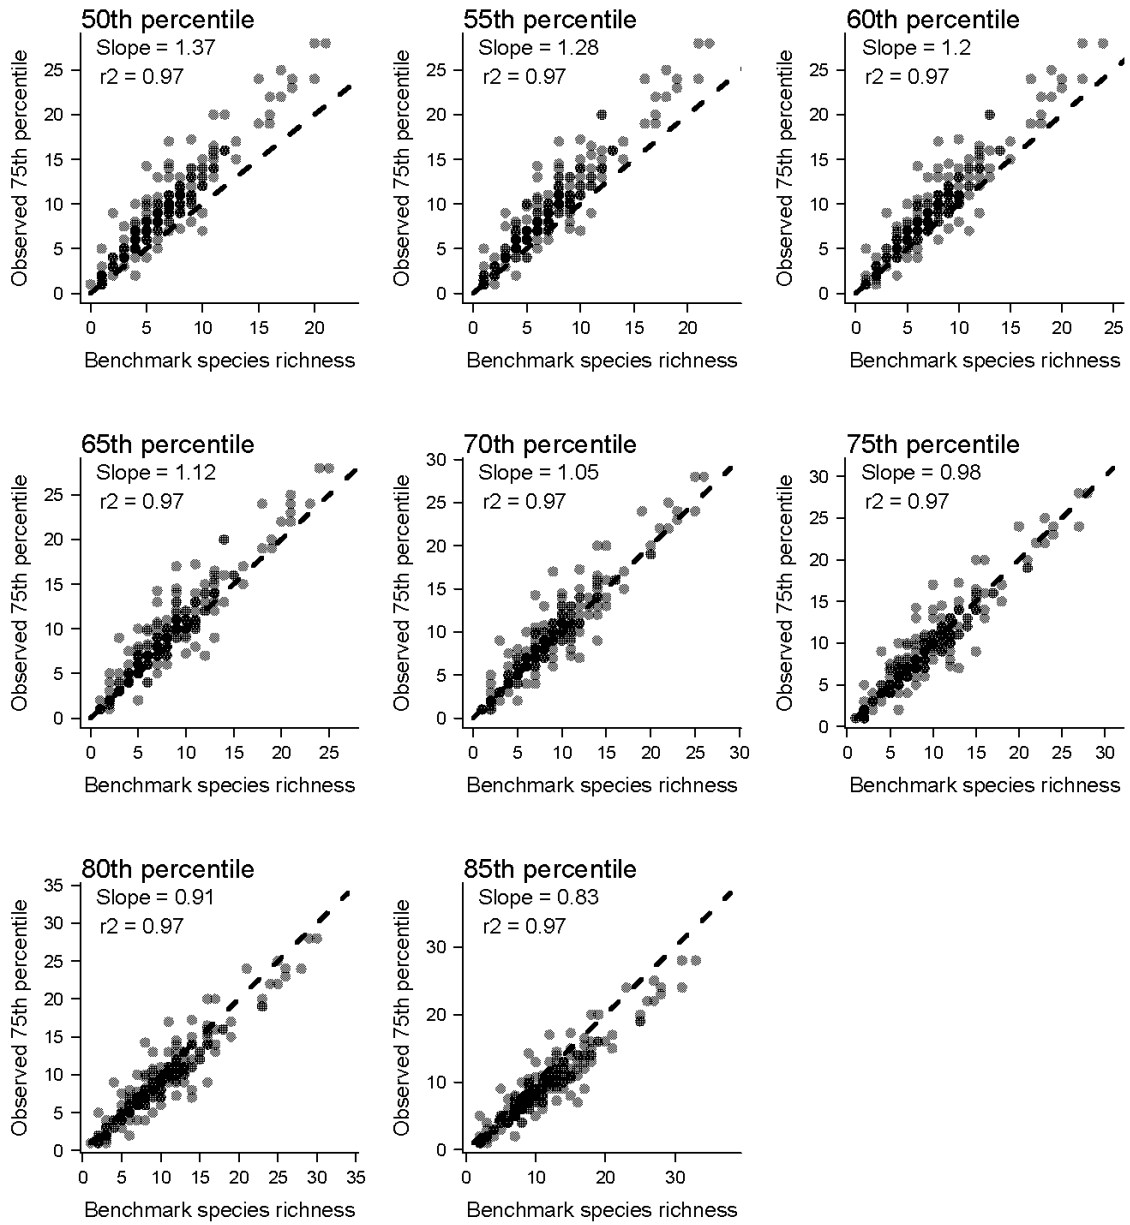 50th percentile
Slope = 1.37
r2 = 0.97
Observed 75th percentile
25
20
15
10
5
0
0 5 10 15 20
Benchmark species richness
55th percentile
Slope = 1.28
r2 = 0.97
Observed 75th percentile
25
20
15
10
5
0
0 5 10 15 20
Benchmark species richness
60th percentile
Slope = 1.2
r2 = 0.97
Observed 75th percentile
25
20
15
10
5
0
0 5 10 15 20 25
Benchmark species richness
65th percentile
Slope = 1.12
r2 = 0.97
Observed 75th percentile
25
20
15
10
5
0
0 5 10 15 20 25
Benchmark species richness
70th percentile
Slope = 1.05
r2 = 0.97
Observed 75th percentile
30
25
20
15
10
5
0
0 5 10 15 20 25 30
Benchmark species richness
75th percentile
Slope = 0.98
r2 = 0.97
Observed 75th percentile
30
25
20
15
10
5
0
0 5 10 15 20 25 30
Benchmark species richness
80th percentile
Slope = 0.91
r2 = 0.97
Observed 75th percentile
35
30
25
20
15
10
5
0
0 5 10 15 20 25 30 35
Benchmark species richness
85th percentile
Slope = 0.83
r2 = 0.97
Observed 75th percentile
30
20
10
0
0 10 20 30
Benchmark species richness